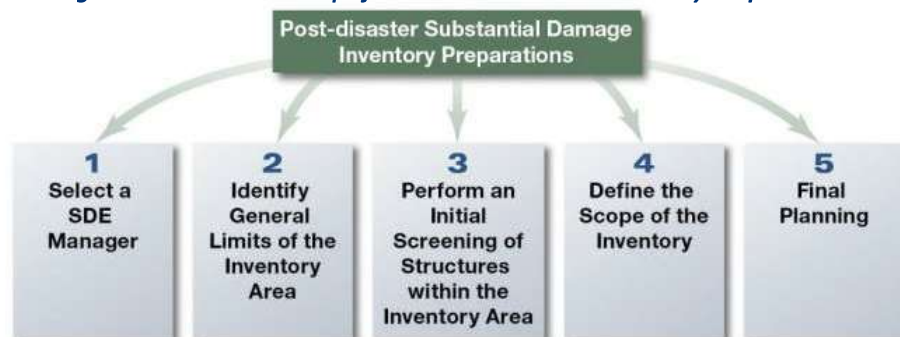 Post-disaster Substantial Damage
Inventory Preparations
1
Select a
SDE
Manager
2
Identify
General
Limits of the
Inventory
Area
3
Perform an
Initial
Screening of
Structures
within the
Inventory Area
4
Define the
Scope of the
Inventory
5
Final
Planning